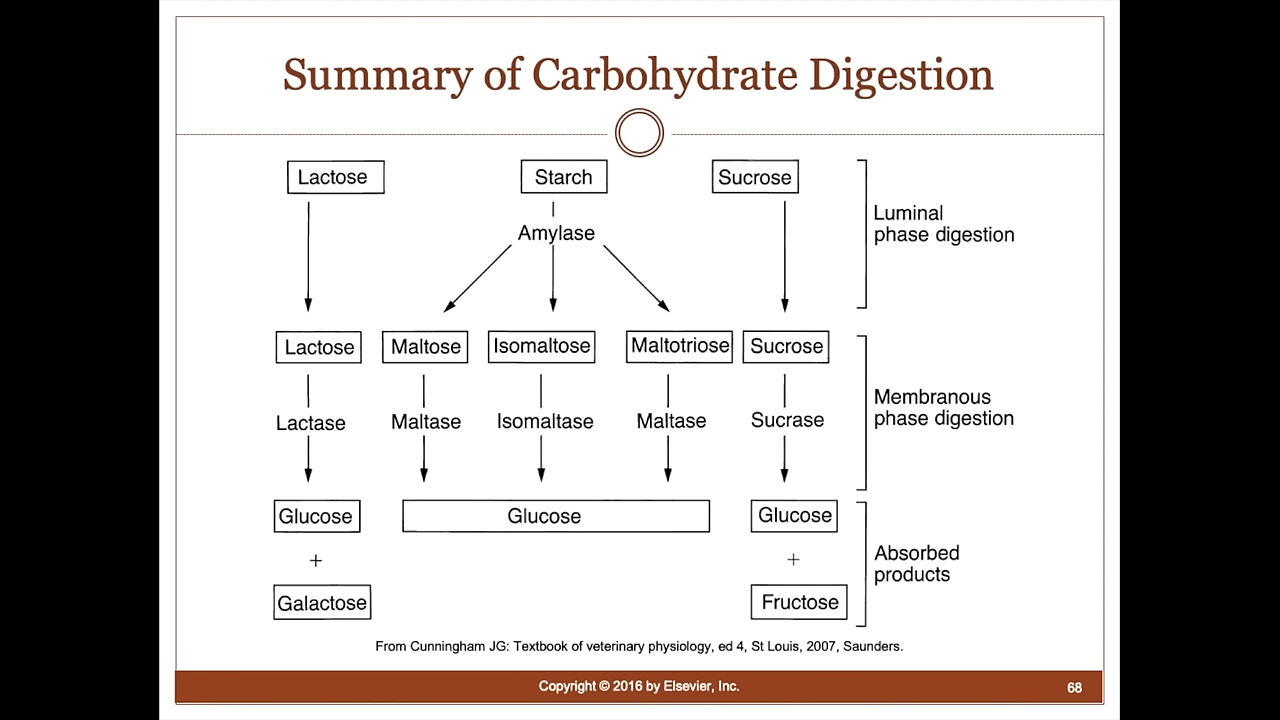 Summary of Carbohydrate Digestion
Lactose
Starch
Sucrose
Amylase
Luminal
phase digestion
Lactose
Maltose
Isomaltose
Maltotriose
Sucrose
Lactase
Maltase
Isomaltase
Maltase
Sucrase
Membranous
phase digestion
Glucose
Glucose
Glucose
+
+
Absorbed
products
Galactose
Fructose
From Cunningham JG: Textbook of veterinary physiology, ed 4, St Louis, 2007, Saunders.
Copyright © 2016 by Elsevier, Inc.
68